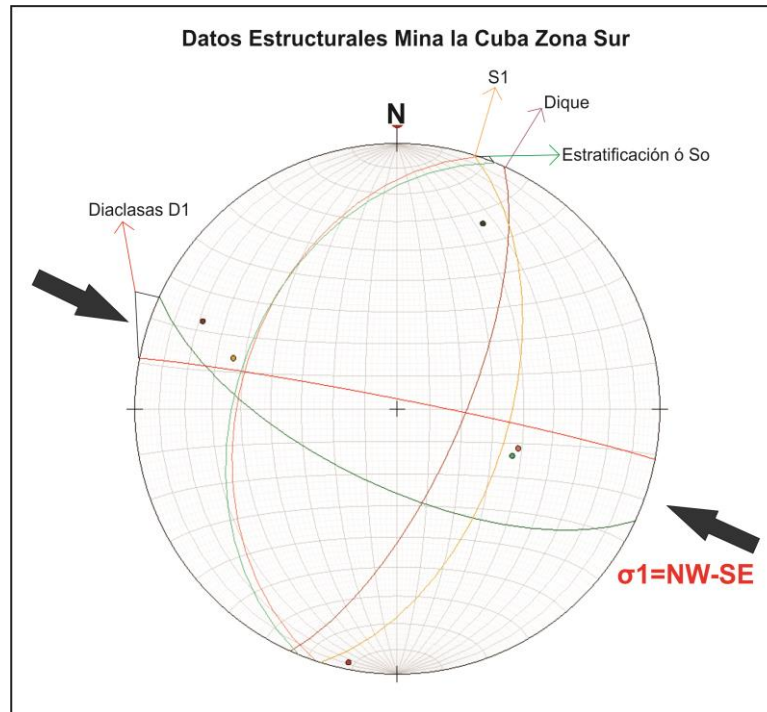 Datos Estructurales Mina la Cuba Zona Sur
S1
Dique
N
Estratificación ó So
Diaclasas D1
σ1=NW-SE